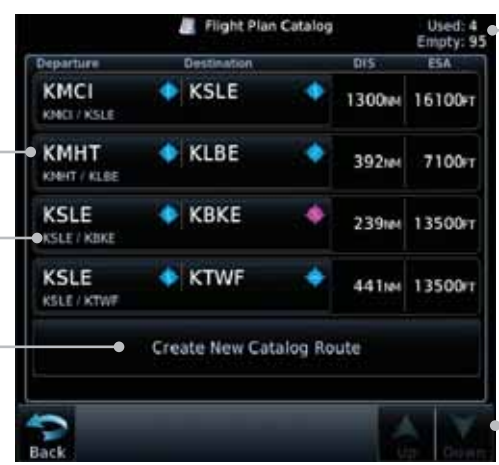 Flight Plan Catalog
Used: 4
Empty: 95
Departure Destination DIS ESA
KMCI KSLE 1300NM 16100FT
KMCI / KSLE
KMHT KLBE 392NM 7100FT
KMHT / KLBE
KSLE KBKE 239NM 13500FT
KSLE / KBKE
KSLE KTWF 441NM 13500FT
KSLE / KTWF
Create New Catalog Route
Back Up Down